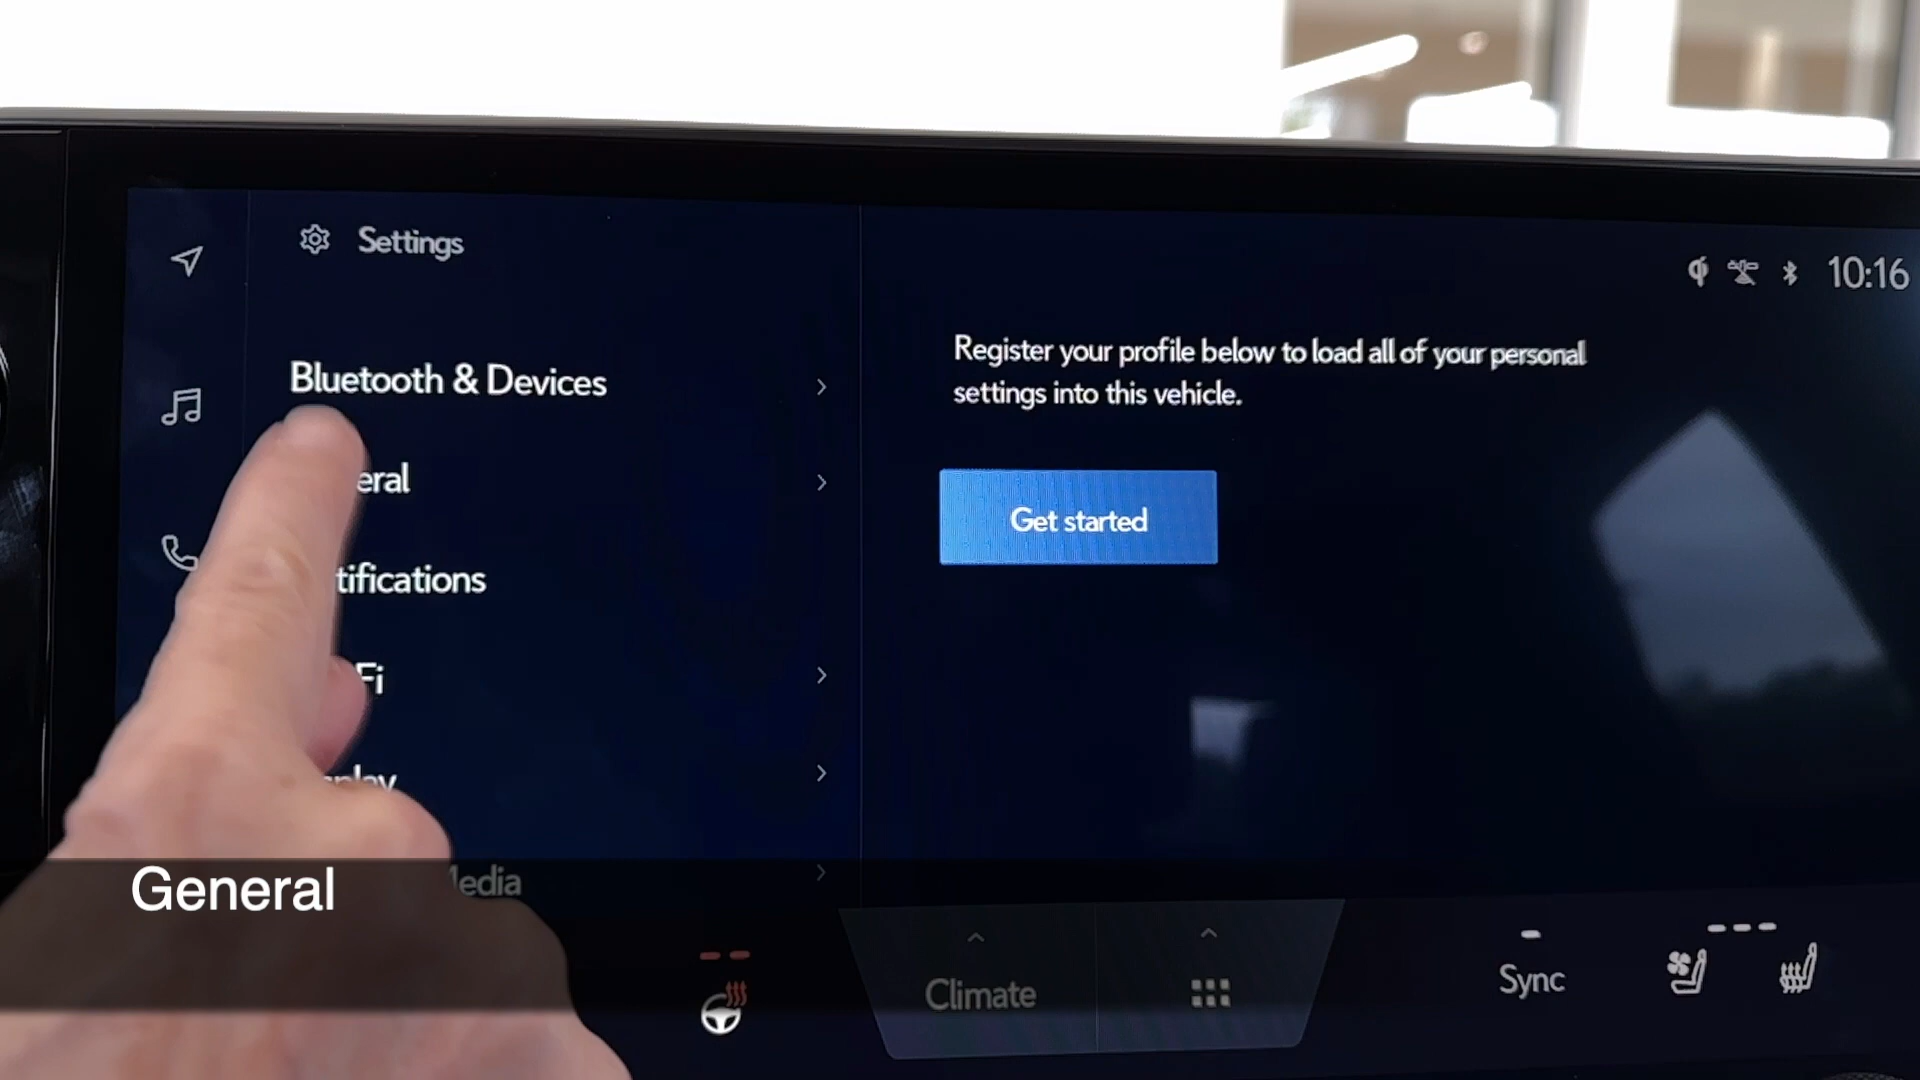 Settings
10:16
Bluetooth & Devices
Register your profile below to load all of your personal
settings into this vehicle.
eral
Get started
tifications
Fi
play
General
Media
Climate
Sync